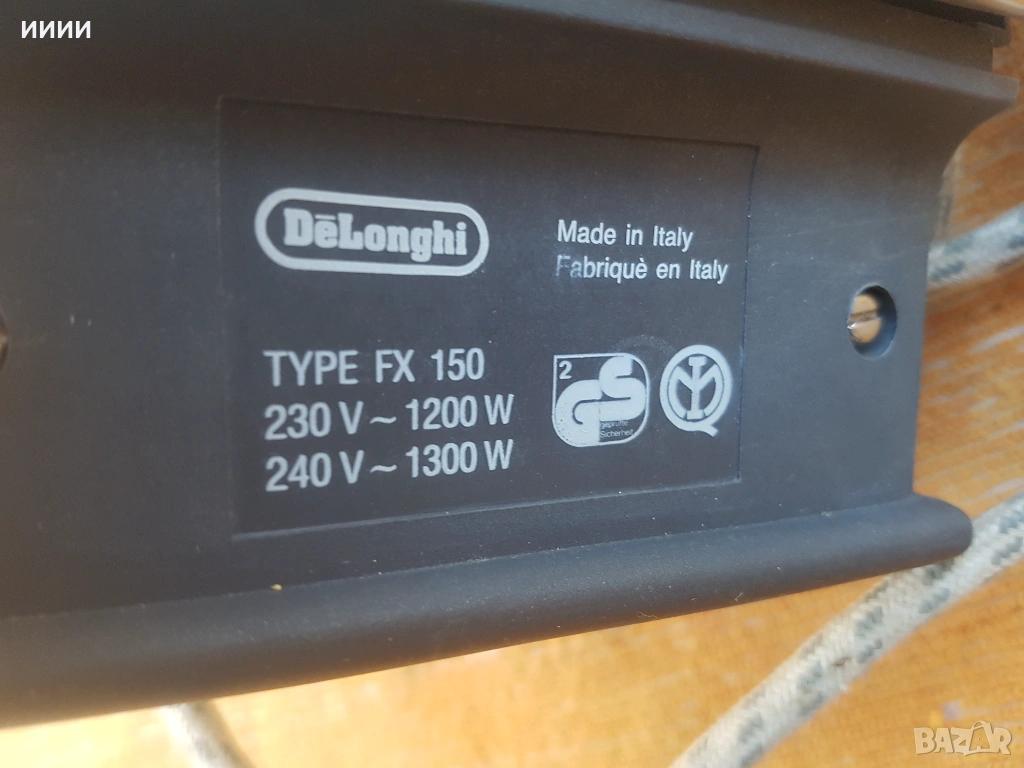 ииии
DēLonghi
Made in Italy
Fabriquè en Italy
TYPE FX 150
230 V ~ 1200 W
240 V ~ 1300 W
2
GS
geprüfte
Sicherheit
BAZAR